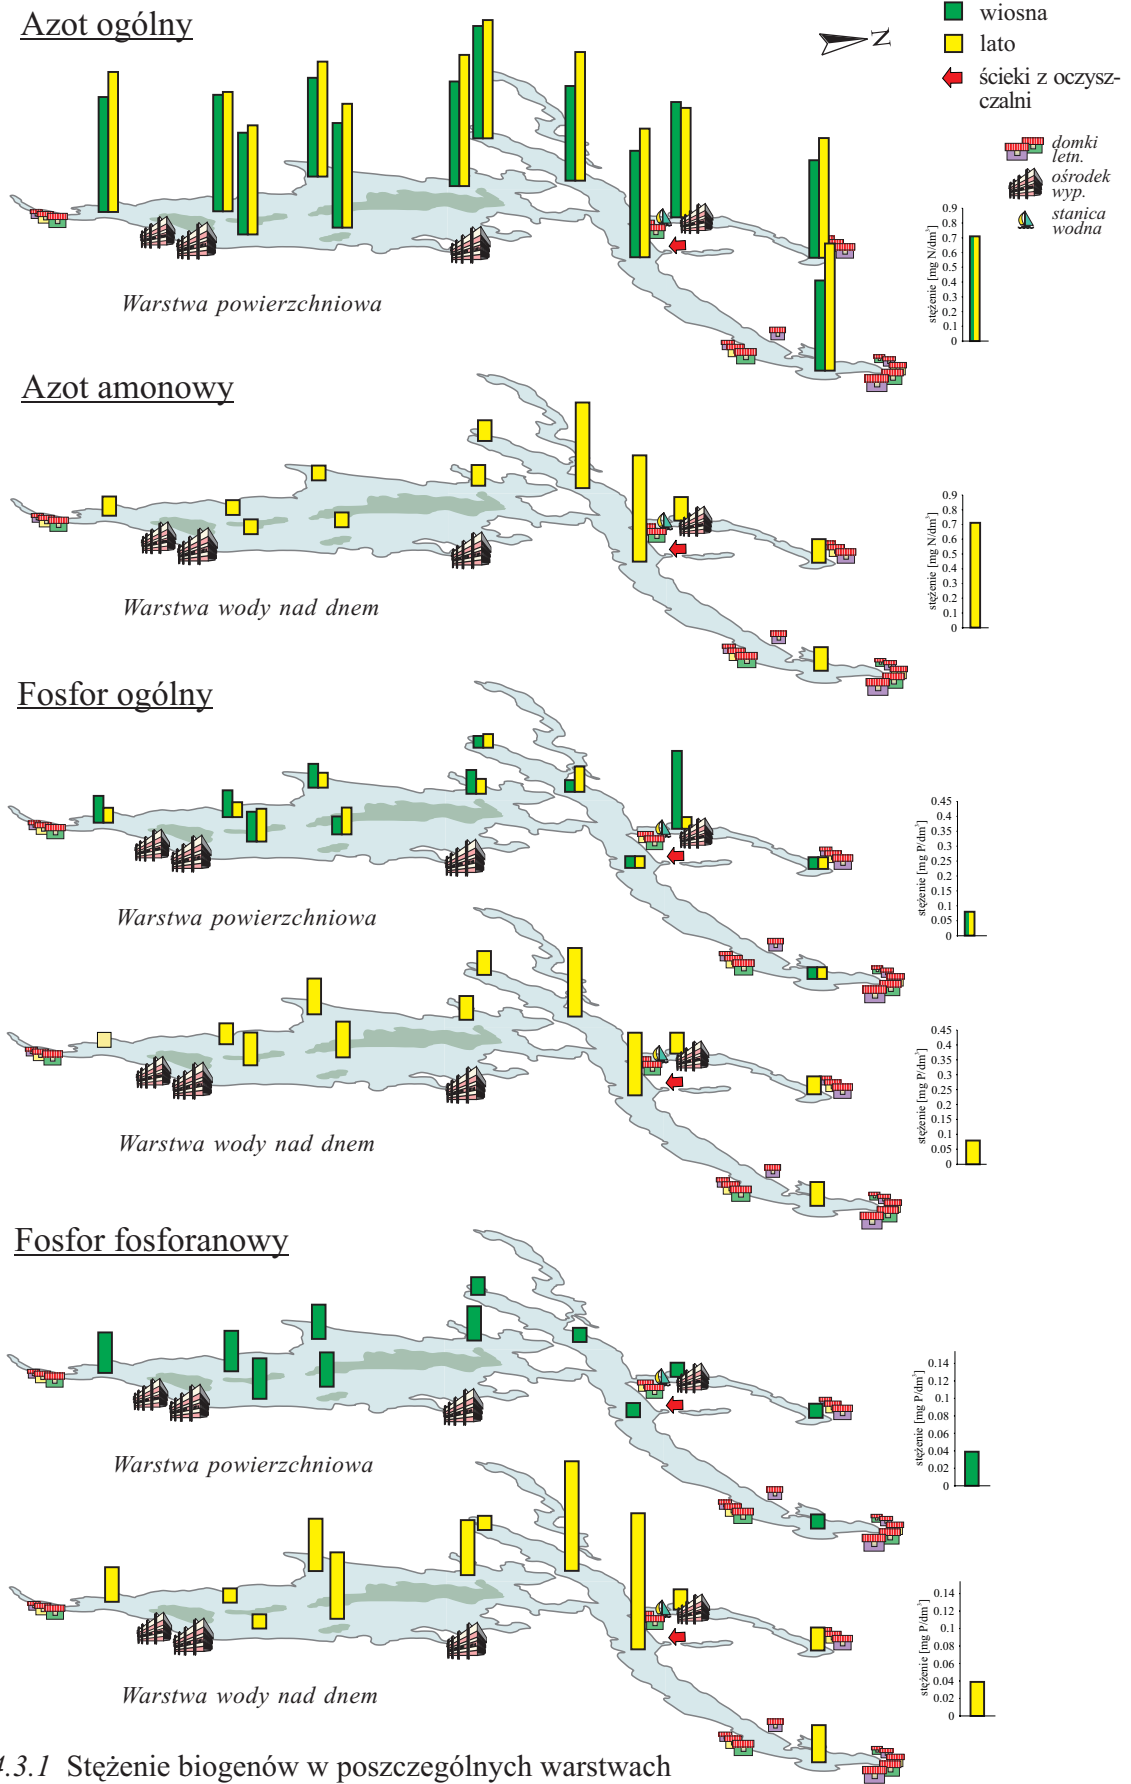 Azot ogólny
wiosna
lato
ścieki z oczysz-
czalni
N
domki
letn.
ośrodek
wyp.
stanica
wodna
stężenie [mg N/dm³]
0.9
0.8
0.7
0.6
0.5
0.4
0.3
0.2
0.1
0
Warstwa powierzchniowa
Azot amonowy
stężenie [mg N/dm³]
0.9
0.8
0.7
0.6
0.5
0.4
0.3
0.2
0.1
0
Warstwa wody nad dnem
Fosfor ogólny
stężenie [mg P/dm³]
0.45
0.4
0.35
0.3
0.25
0.2
0.15
0.1
0.05
0
Warstwa powierzchniowa
stężenie [mg P/dm³]
0.45
0.4
0.35
0.3
0.25
0.2
0.15
0.1
0.05
0
Warstwa wody nad dnem
Fosfor fosforanowy
stężenie [mg P/dm³]
0.14
0.12
0.1
0.08
0.06
0.04
0.02
0
Warstwa powierzchniowa
stężenie [mg P/dm³]
0.14
0.12
0.1
0.08
0.06
0.04
0.02
0
Warstwa wody nad dnem
4.3.1 Stężenie biogenów w poszczególnych warstwach